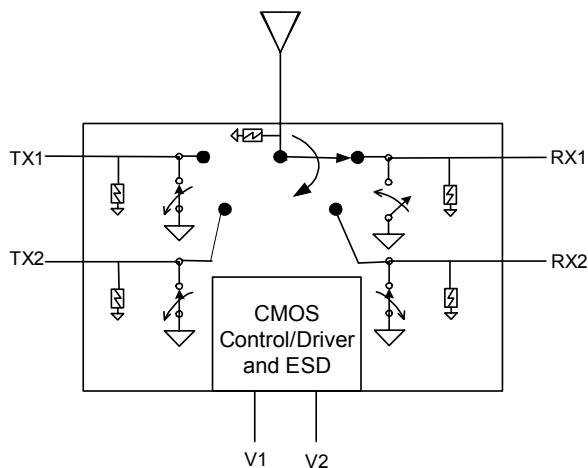 TX1
RX1
TX2
RX2
CMOS
Control/Driver
and ESD
V1
V2